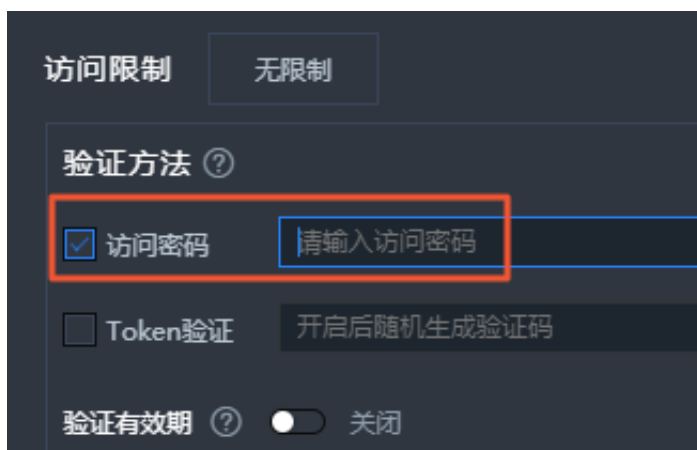 访问限制 无限制
验证方法 ?
访问密码 请输入访问密码
Token验证 开启后随机生成验证码
验证有效期 ? 关闭